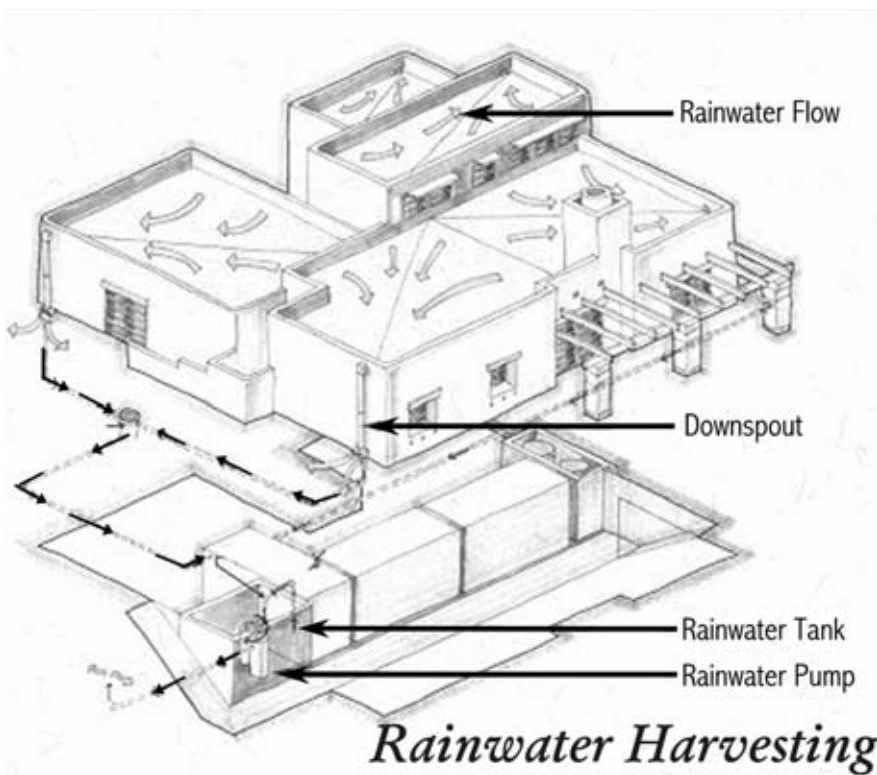 Rainwater Flow
Downspout
Rainwater Tank
Rainwater Pump
Rainwater Harvesting